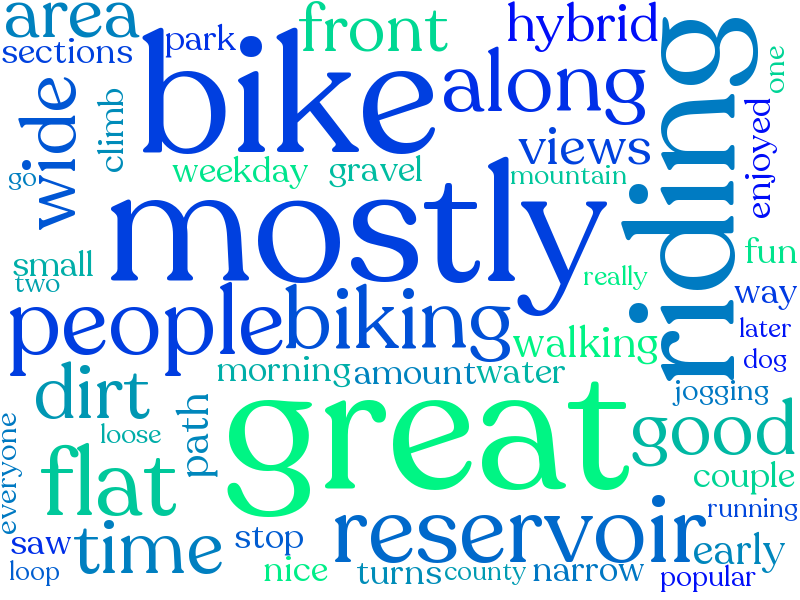 area
front
hybrid
sections
park
bike
along
riding
one
wide
climb
views
enjoyed
go
weekday
gravel
mountain
mostly
small
two
really
fun
way
people
biking
walking
later
dog
morning
amount
water
dirt
path
great
jogging
good
loose
everyone
flat
couple
reservoir
running
saw
time
stop
early
loop
nice
turns
county
narrow
popular